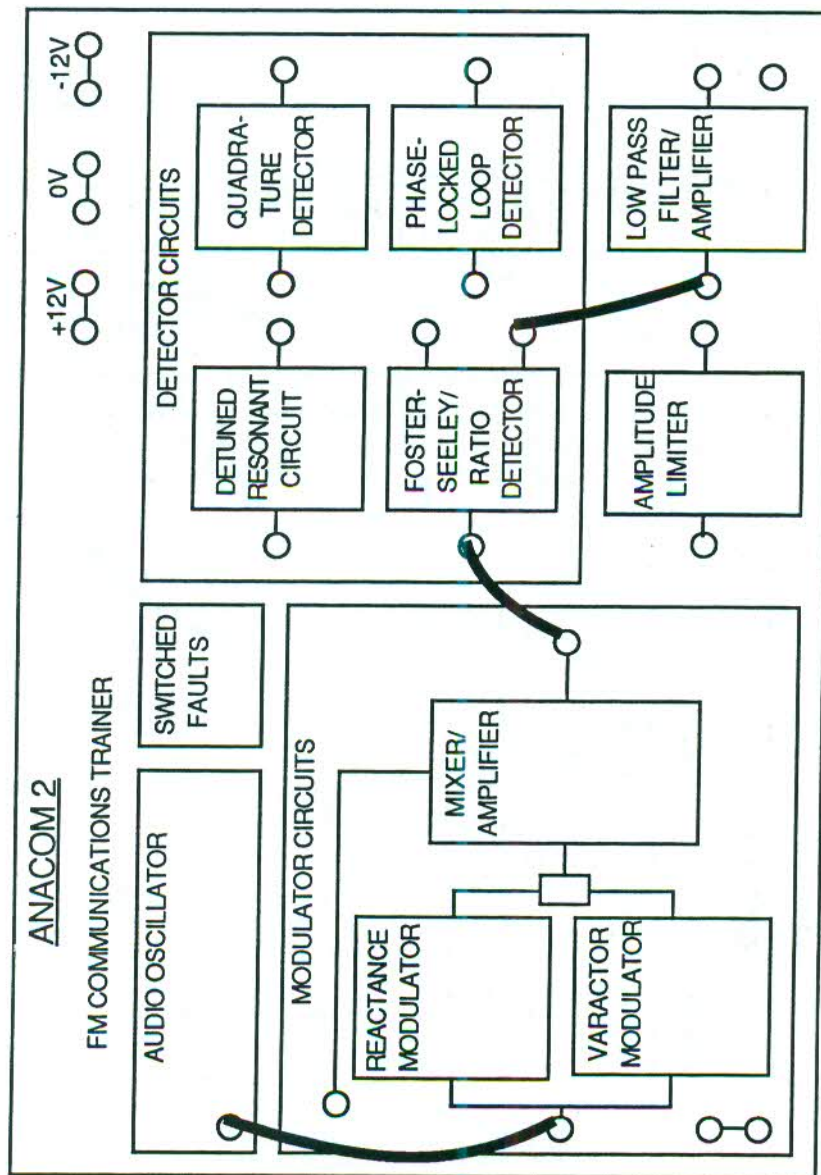 ANACOM 2
FM COMMUNICATIONS TRAINER
+12V
0V
-12V
AUDIO OSCILLATOR
SWITCHED
FAULTS
MODULATOR CIRCUITS
REACTANCE
MODULATOR
VARACTOR
MODULATOR
MIXER/
AMPLIFIER
DETECTOR CIRCUITS
DETUNED
RESONANT
CIRCUIT
QUADRA-
TURE
DETECTOR
FOSTER-
SEELEY/
RATIO
DETECTOR
PHASE-
LOCKED
LOOP
DETECTOR
AMPLITUDE
LIMITER
LOW PASS
FILTER/
AMPLIFIER